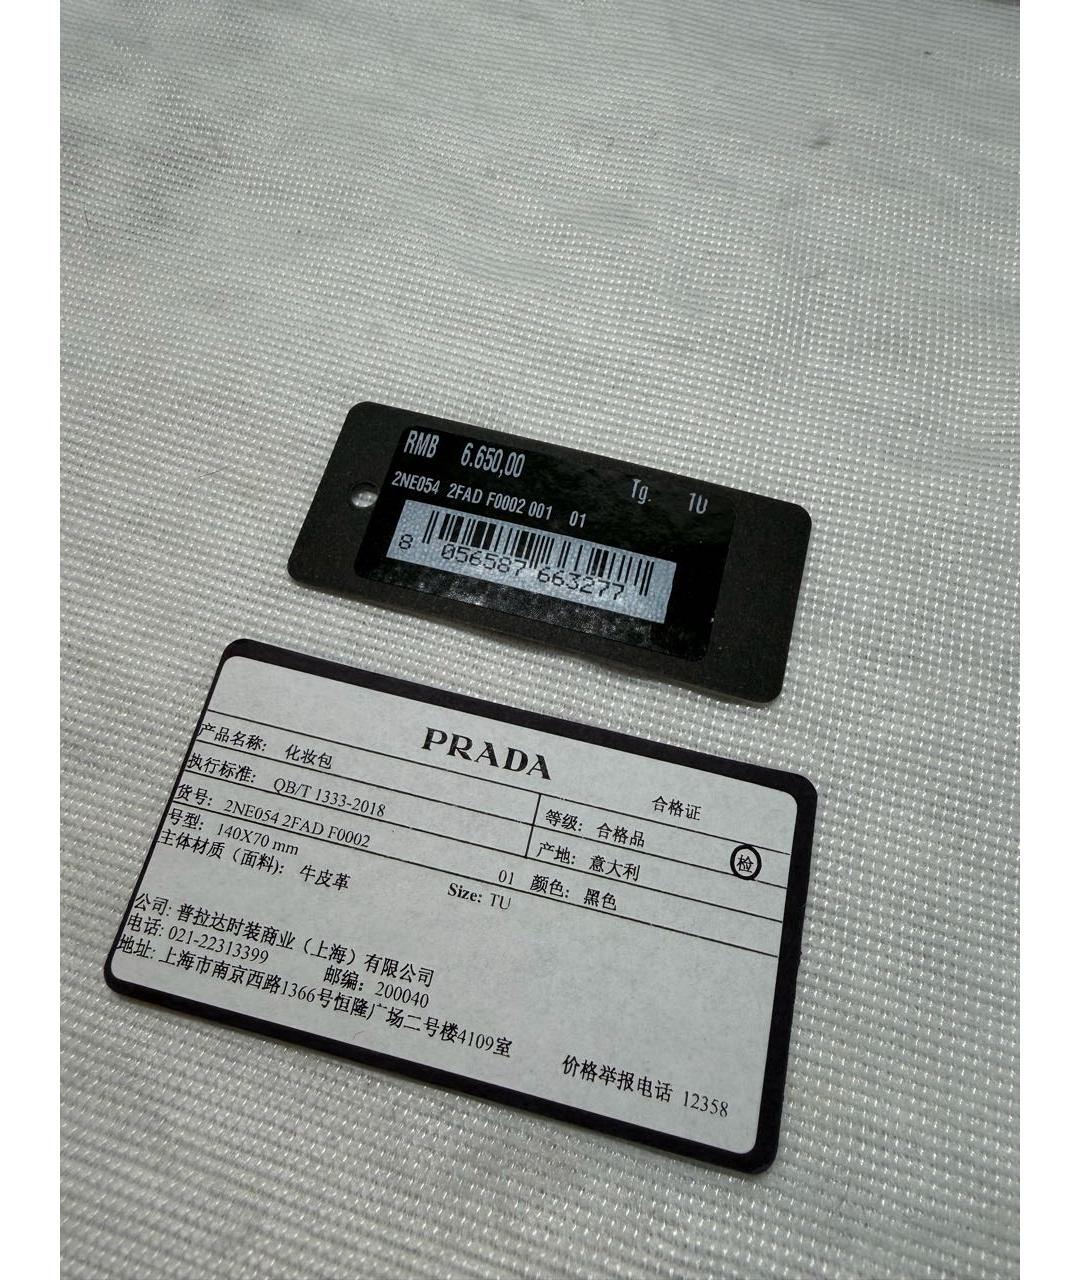 RMB 6.650,00
Tg. 1U
2NE054 2FAD F0002 001 01
8 056587 663277
PRADA
合格证
产品名称: 化妆包
等级: 合格品
执行标准: QB/T 1333-2018
产地: 意大利
检
货号: 2NE054 2FAD F0002
01 颜色: 黑色
号型: 140X70 mm
Size: TU
主体材质（面料): 牛皮革
公司: 普拉达时装商业（上海）有限公司
电话: 021-22313399 邮编: 200040
地址: 上海市南京西路1366号恒隆广场二号楼4109室
价格举报电话 12358